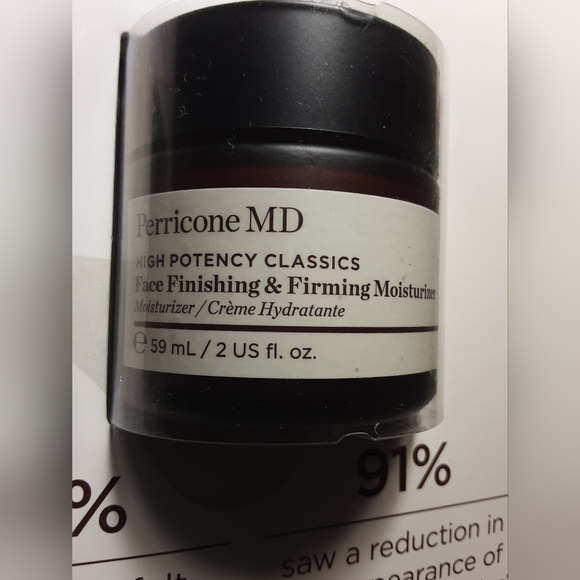 Perricone MD
HIGH POTENCY CLASSICS
Face Finishing & Firming Moisturizer
Moisturizer / Crème Hydratante
℮ 59 mL / 2 US fl. oz.
%
91%
saw a reduction in
of